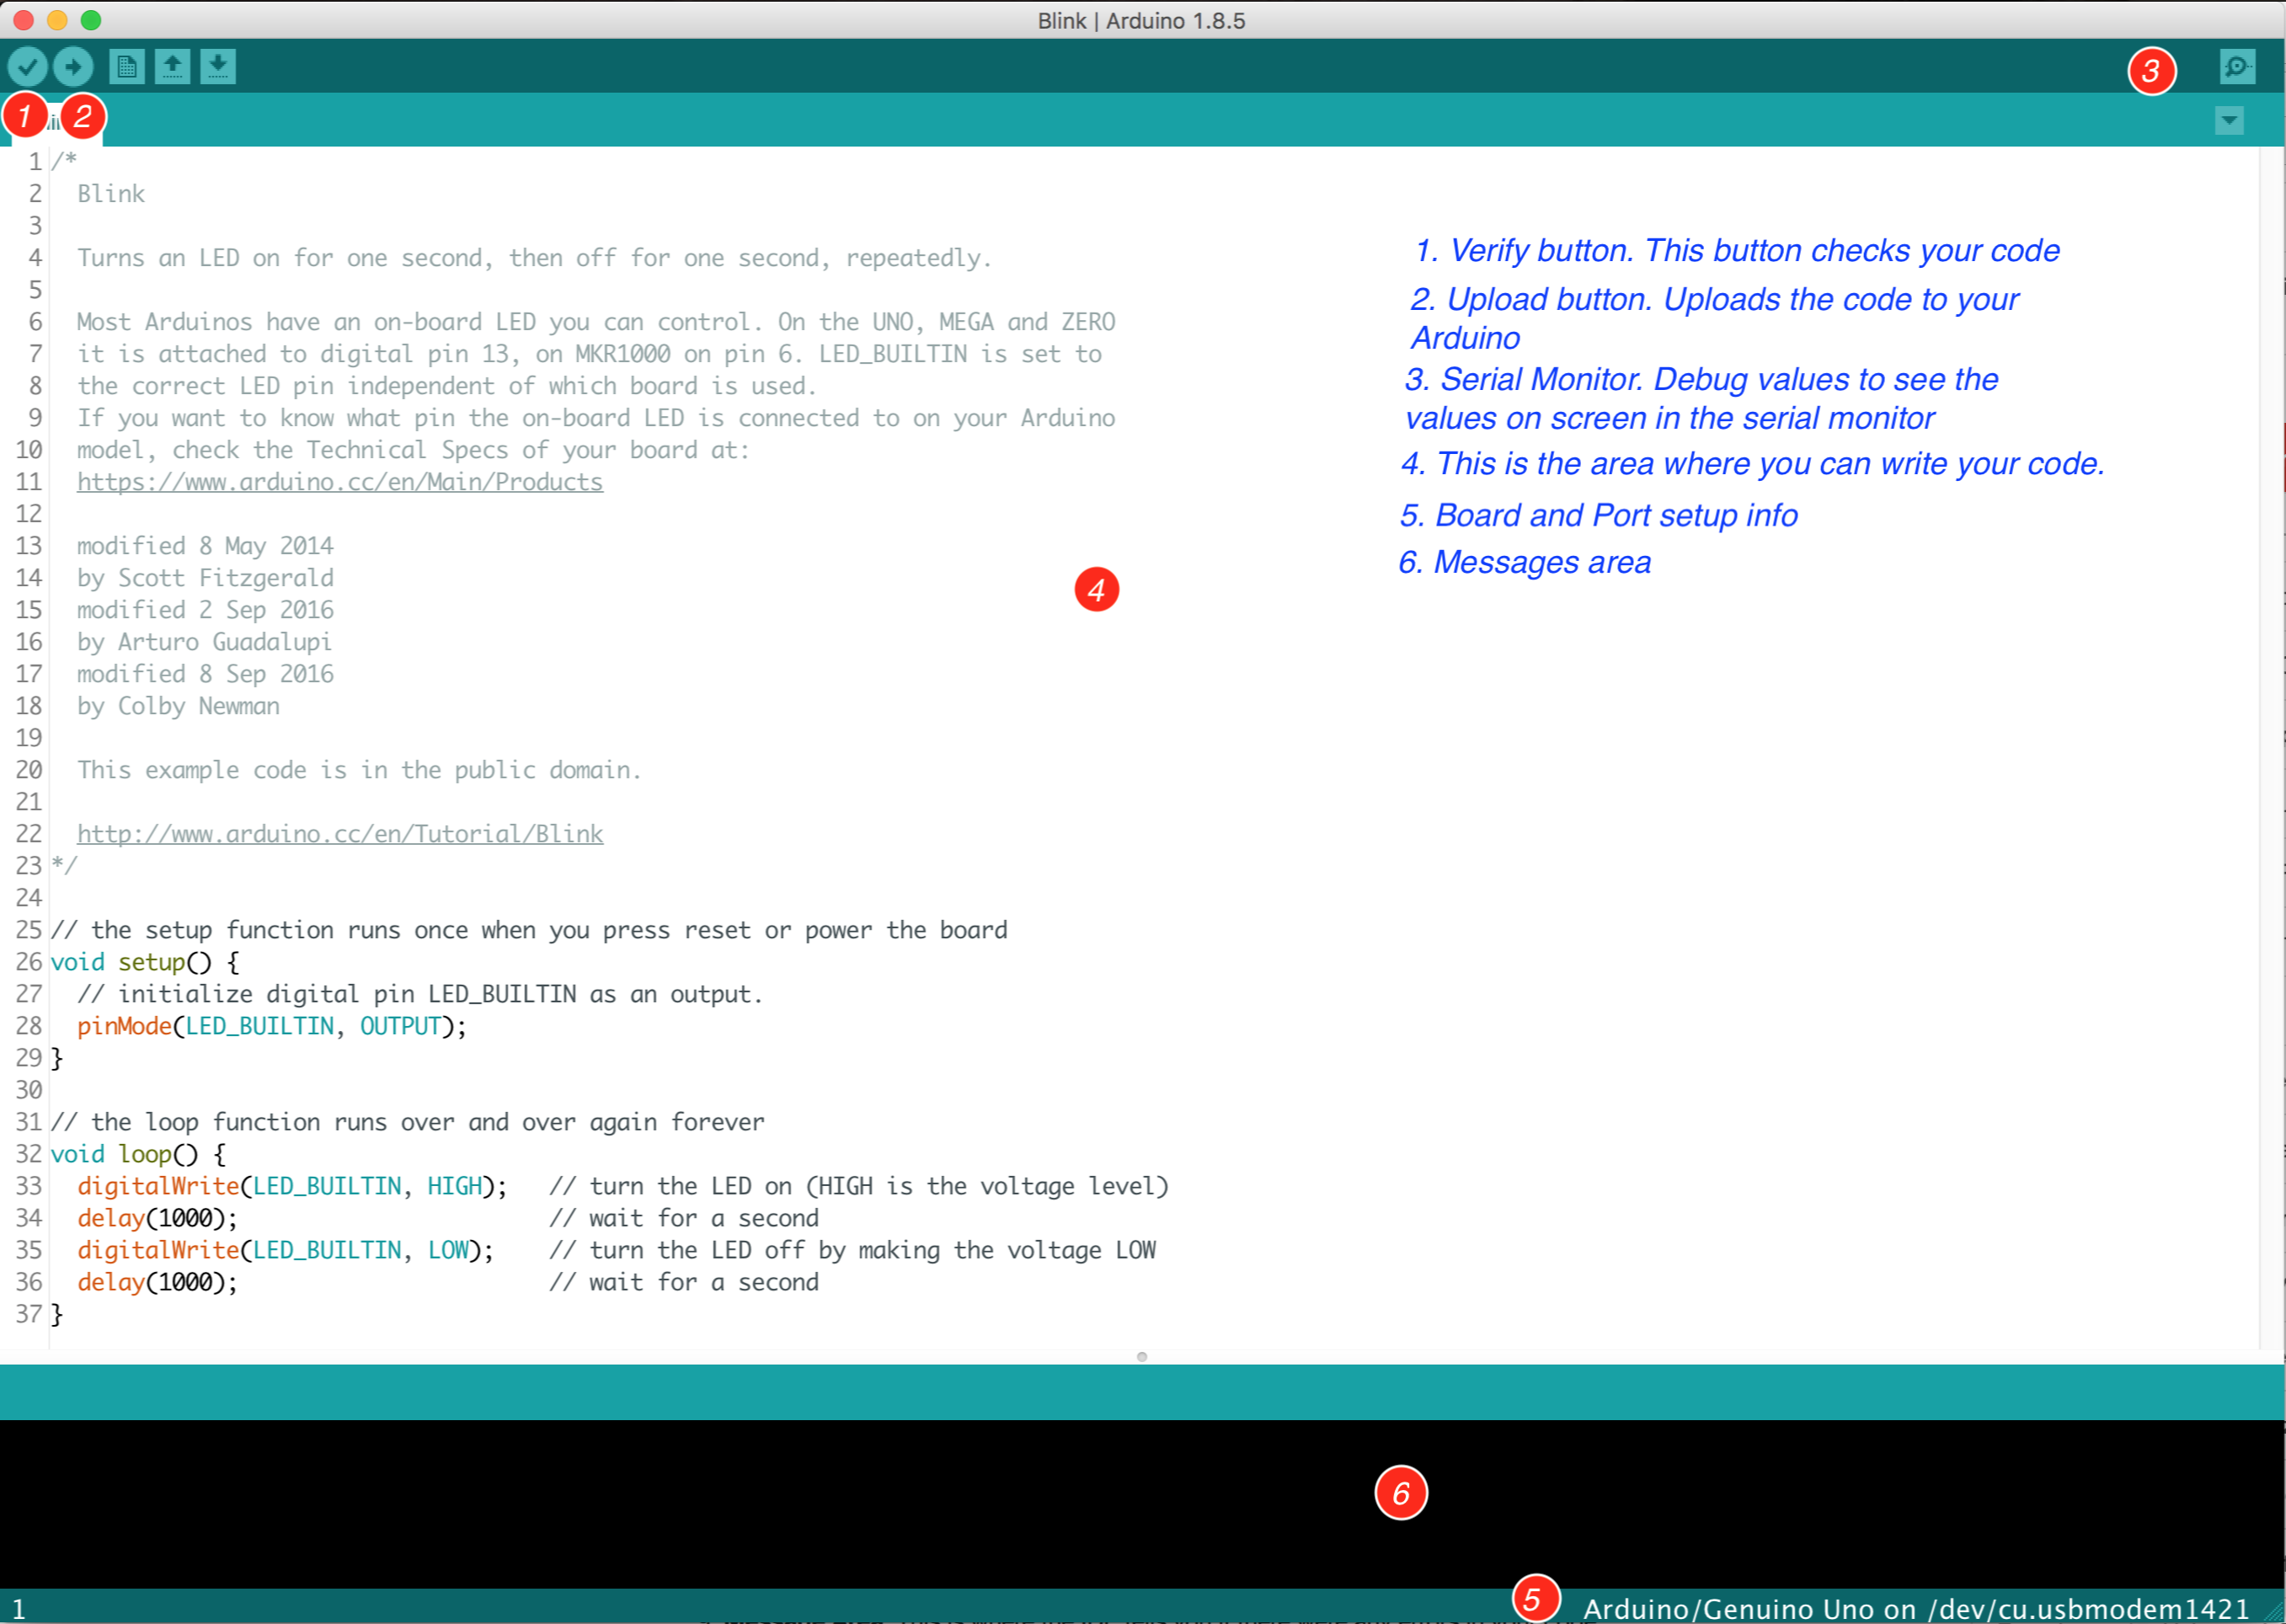 Blink | Arduino 1.8.5
3
1 2
1 /*
2 Blink
3
4 Turns an LED on for one second, then off for one second, repeatedly.
5
6 Most Arduinos have an on-board LED you can control. On the UNO, MEGA and ZERO
7 it is attached to digital pin 13, on MKR1000 on pin 6. LED_BUILTIN is set to
8 the correct LED pin independent of which board is used.
9 If you want to know what pin the on-board LED is connected to on your Arduino
10 model, check the Technical Specs of your board at:
11 https://www.arduino.cc/en/Main/Products
12
13 modified 8 May 2014
14 by Scott Fitzgerald
15 modified 2 Sep 2016
16 by Arturo Guadalupi
17 modified 8 Sep 2016
18 by Colby Newman
19
20 This example code is in the public domain.
21
22 http://www.arduino.cc/en/Tutorial/Blink
23 */
24
25 // the setup function runs once when you press reset or power the board
26 void setup() {
27 // initialize digital pin LED_BUILTIN as an output.
28 pinMode(LED_BUILTIN, OUTPUT);
29 }
30
31 // the loop function runs over and over again forever
32 void loop() {
33 digitalWrite(LED_BUILTIN, HIGH); // turn the LED on (HIGH is the voltage level)
34 delay(1000); // wait for a second
35 digitalWrite(LED_BUILTIN, LOW); // turn the LED off by making the voltage LOW
36 delay(1000); // wait for a second
37 }
1. Verify button. This button checks your code
2. Upload button. Uploads the code to your
Arduino
3. Serial Monitor. Debug values to see the
values on screen in the serial monitor
4. This is the area where you can write your code.
5. Board and Port setup info
6. Messages area
4
6
1
5 Arduino/Genuino Uno on /dev/cu.usbmodem1421